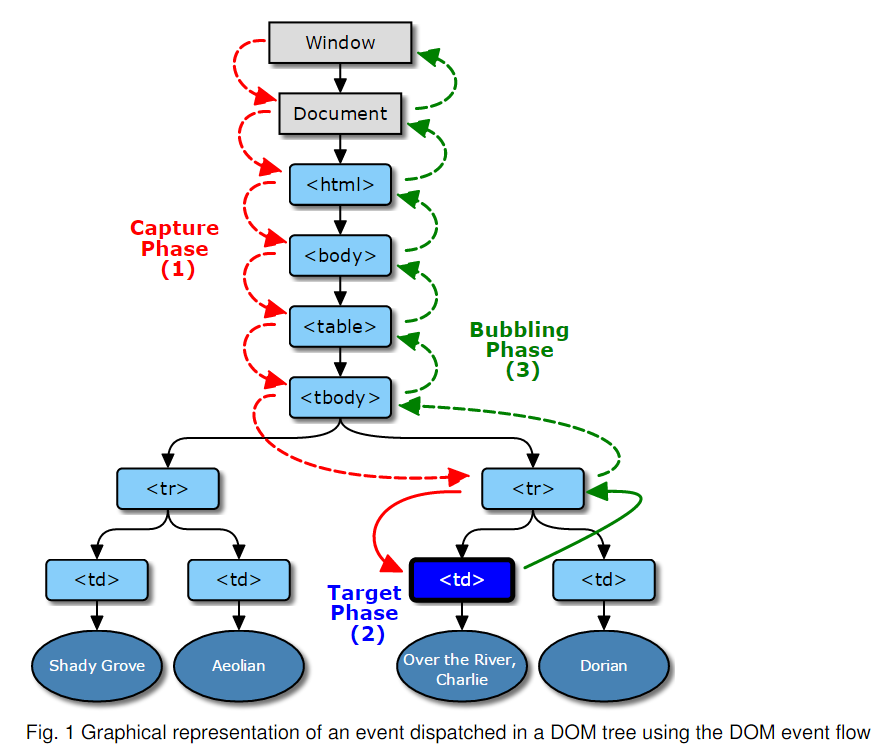 Window
Document
<html>
Capture
Phase
(1)
<body>
<table>
Bubbling
Phase
(3)
<tbody>
<tr>
<tr>
<td>
<td>
<td>
<td>
Target
Phase
(2)
Shady Grove
Aeolian
Over the River,
Charlie
Dorian
Fig. 1 Graphical representation of an event dispatched in a DOM tree using the DOM event flow